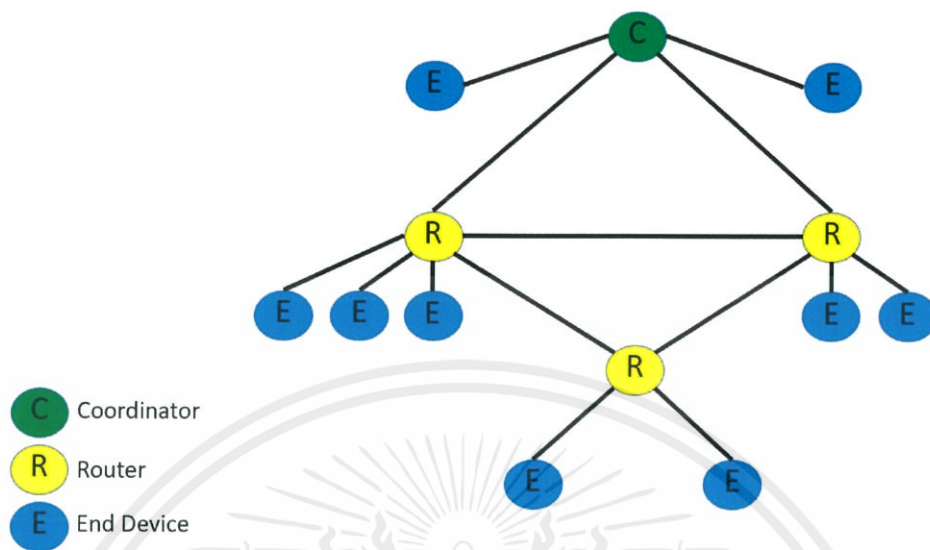 C
E E
R R
E E E E E
R
E E
C Coordinator
R Router
E End Device